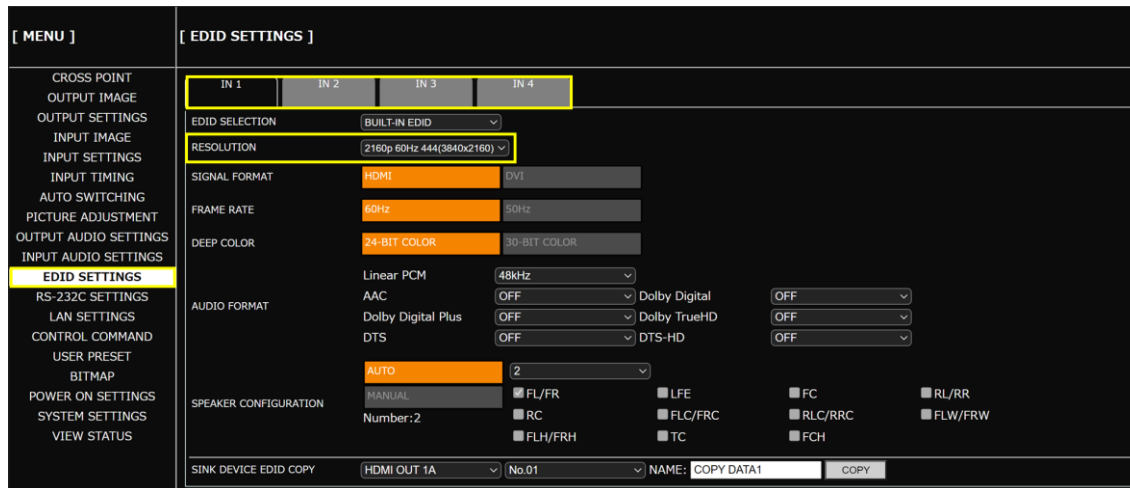 [ MENU ]
[ EDID SETTINGS ]
CROSS POINT
OUTPUT IMAGE
OUTPUT SETTINGS
INPUT IMAGE
INPUT SETTINGS
INPUT TIMING
AUTO SWITCHING
PICTURE ADJUSTMENT
OUTPUT AUDIO SETTINGS
INPUT AUDIO SETTINGS
EDID SETTINGS
RS-232C SETTINGS
LAN SETTINGS
CONTROL COMMAND
USER PRESET
BITMAP
POWER ON SETTINGS
SYSTEM SETTINGS
VIEW STATUS
IN 1 IN 2 IN 3 IN 4
EDID SELECTION BUILT-IN EDID
RESOLUTION 2160p 60Hz 444(3840x2160)
SIGNAL FORMAT HDMI DVI
FRAME RATE 60Hz 50Hz
DEEP COLOR 24-BIT COLOR 30-BIT COLOR
AUDIO FORMAT
Linear PCM 48kHz
AAC OFF Dolby Digital OFF
Dolby Digital Plus OFF Dolby TrueHD OFF
DTS OFF DTS-HD OFF
SPEAKER CONFIGURATION
AUTO 2
MANUAL FL/FR LFE FC RL/RR
Number:2 RC FLC/FRC RLC/RRC FLW/FRW
FLH/FRH TC FCH
SINK DEVICE EDID COPY HDMI OUT 1A No.01 NAME: COPY DATA1 COPY